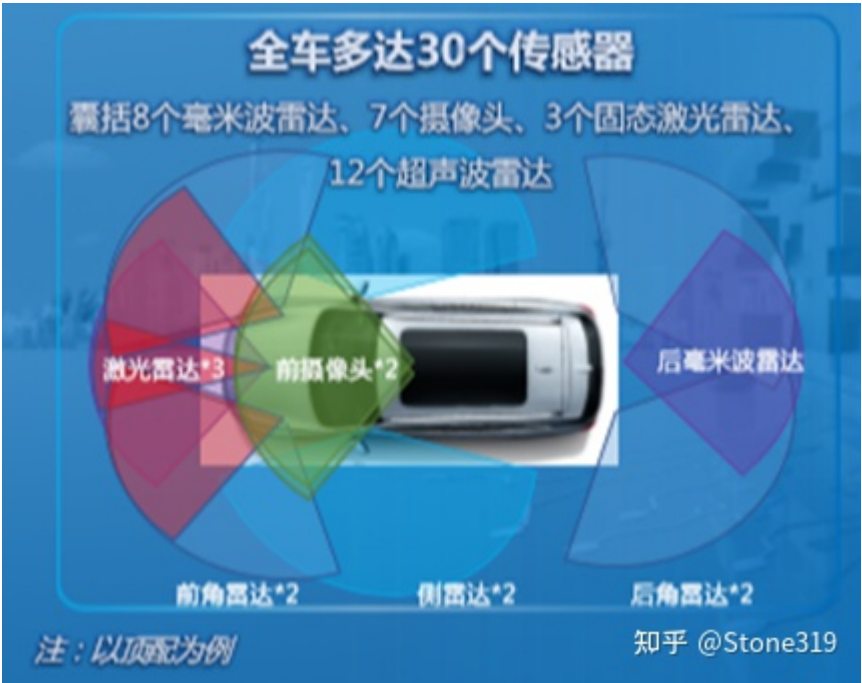 全车多达30个传感器
囊括8个毫米波雷达、7个摄像头、3个固态激光雷达、
12个超声波雷达
激光雷达*3
前摄像头*2
后毫米波雷达
前角雷达*2
侧雷达*2
后角雷达*2
注：以顶配为例
知乎 @Stone319